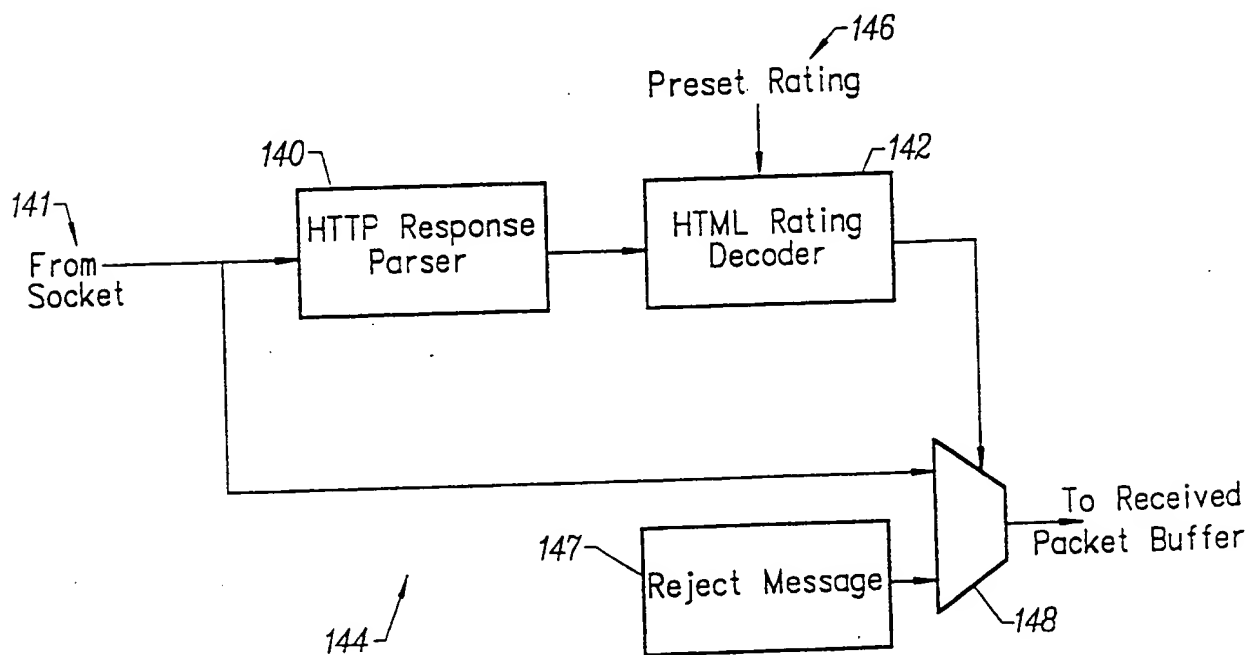 146
Preset Rating
140
142
141
HTTP Response
Parser
HTML Rating
Decoder
From
Socket
To Received
Packet Buffer
147
Reject Message
148
144